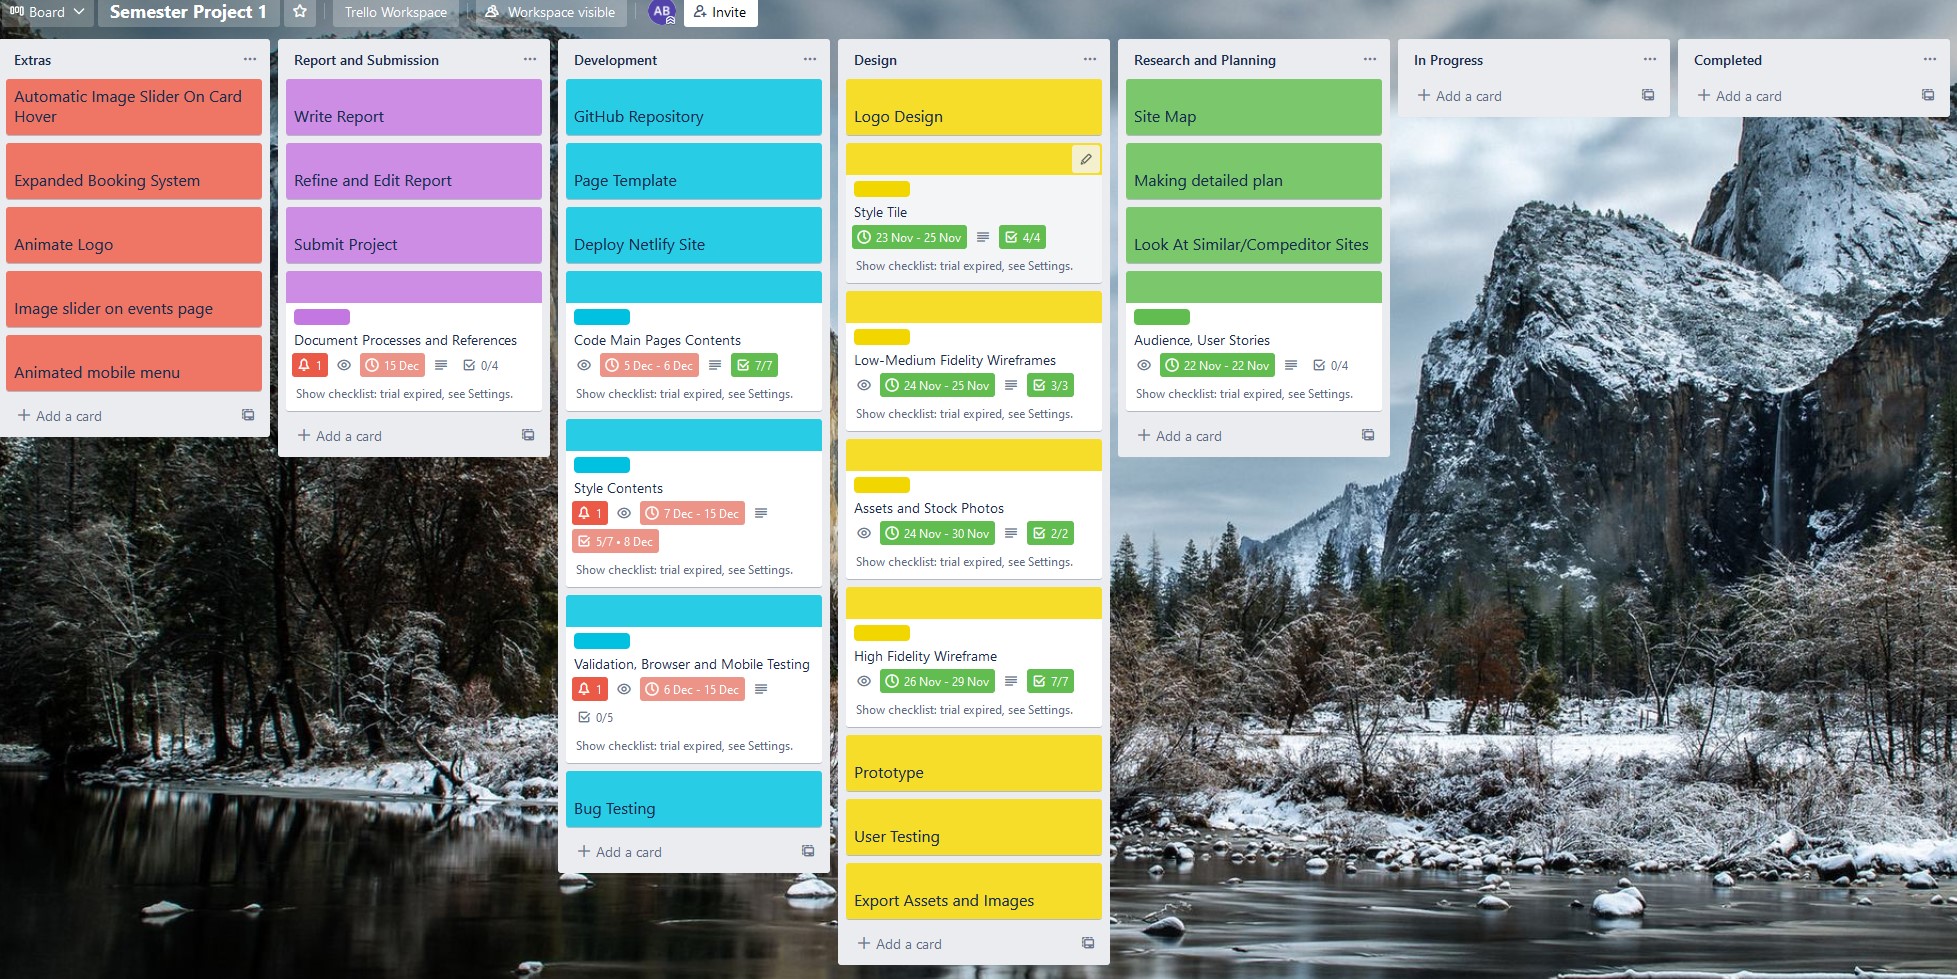 Board
Semester Project 1
Trello Workspace
Workspace visible
AB
Invite
Extras
Automatic Image Slider On Card
Hover
Expanded Booking System
Animate Logo
Image slider on events page
Animated mobile menu
Add a card
Report and Submission
Write Report
Refine and Edit Report
Submit Project
Document Processes and References
1
15 Dec
0/4
Show checklist: trial expired, see Settings.
Add a card
Development
GitHub Repository
Page Template
Deploy Netlify Site
Code Main Pages Contents
5 Dec - 6 Dec
7/7
Show checklist: trial expired, see Settings.
Style Contents
1
7 Dec - 15 Dec
5/7 • 8 Dec
Show checklist: trial expired, see Settings.
Validation, Browser and Mobile Testing
1
6 Dec - 15 Dec
0/5
Show checklist: trial expired, see Settings.
Bug Testing
Add a card
Design
Logo Design
Style Tile
23 Nov - 25 Nov
4/4
Show checklist: trial expired, see Settings.
Low-Medium Fidelity Wireframes
24 Nov - 25 Nov
3/3
Show checklist: trial expired, see Settings.
Assets and Stock Photos
24 Nov - 30 Nov
2/2
Show checklist: trial expired, see Settings.
High Fidelity Wireframe
26 Nov - 29 Nov
7/7
Show checklist: trial expired, see Settings.
Prototype
User Testing
Export Assets and Images
Add a card
Research and Planning
Site Map
Making detailed plan
Look At Similar/Compeditor Sites
Audience, User Stories
22 Nov - 22 Nov
0/4
Show checklist: trial expired, see Settings.
Add a card
In Progress
Add a card
Completed
Add a card